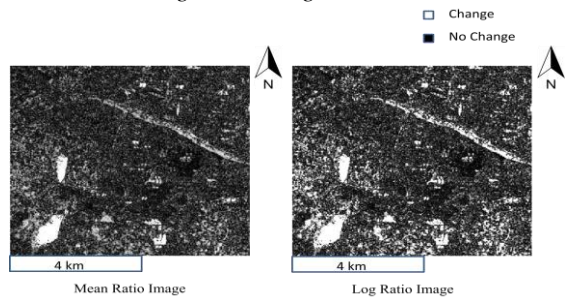 Change
No Change
N
N
4 km
4 km
Mean Ratio Image
Log Ratio Image